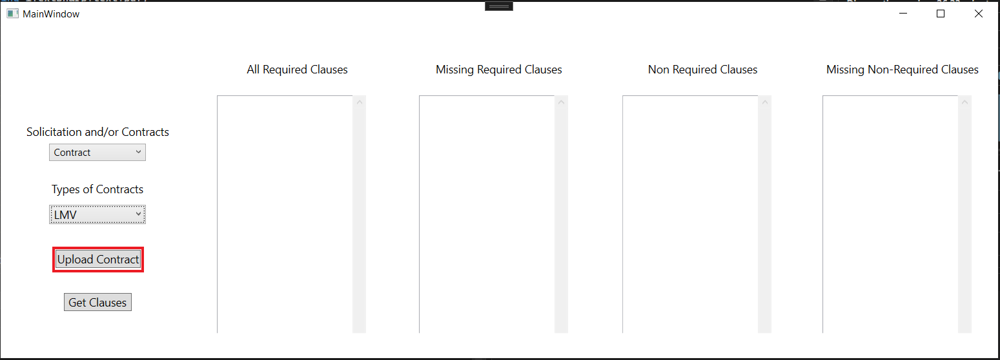 MainWindow
All Required Clauses
Missing Required Clauses
Non Required Clauses
Missing Non-Required Clauses
Solicitation and/or Contracts
Contract
Types of Contracts
LMV
Upload Contract
Get Clauses